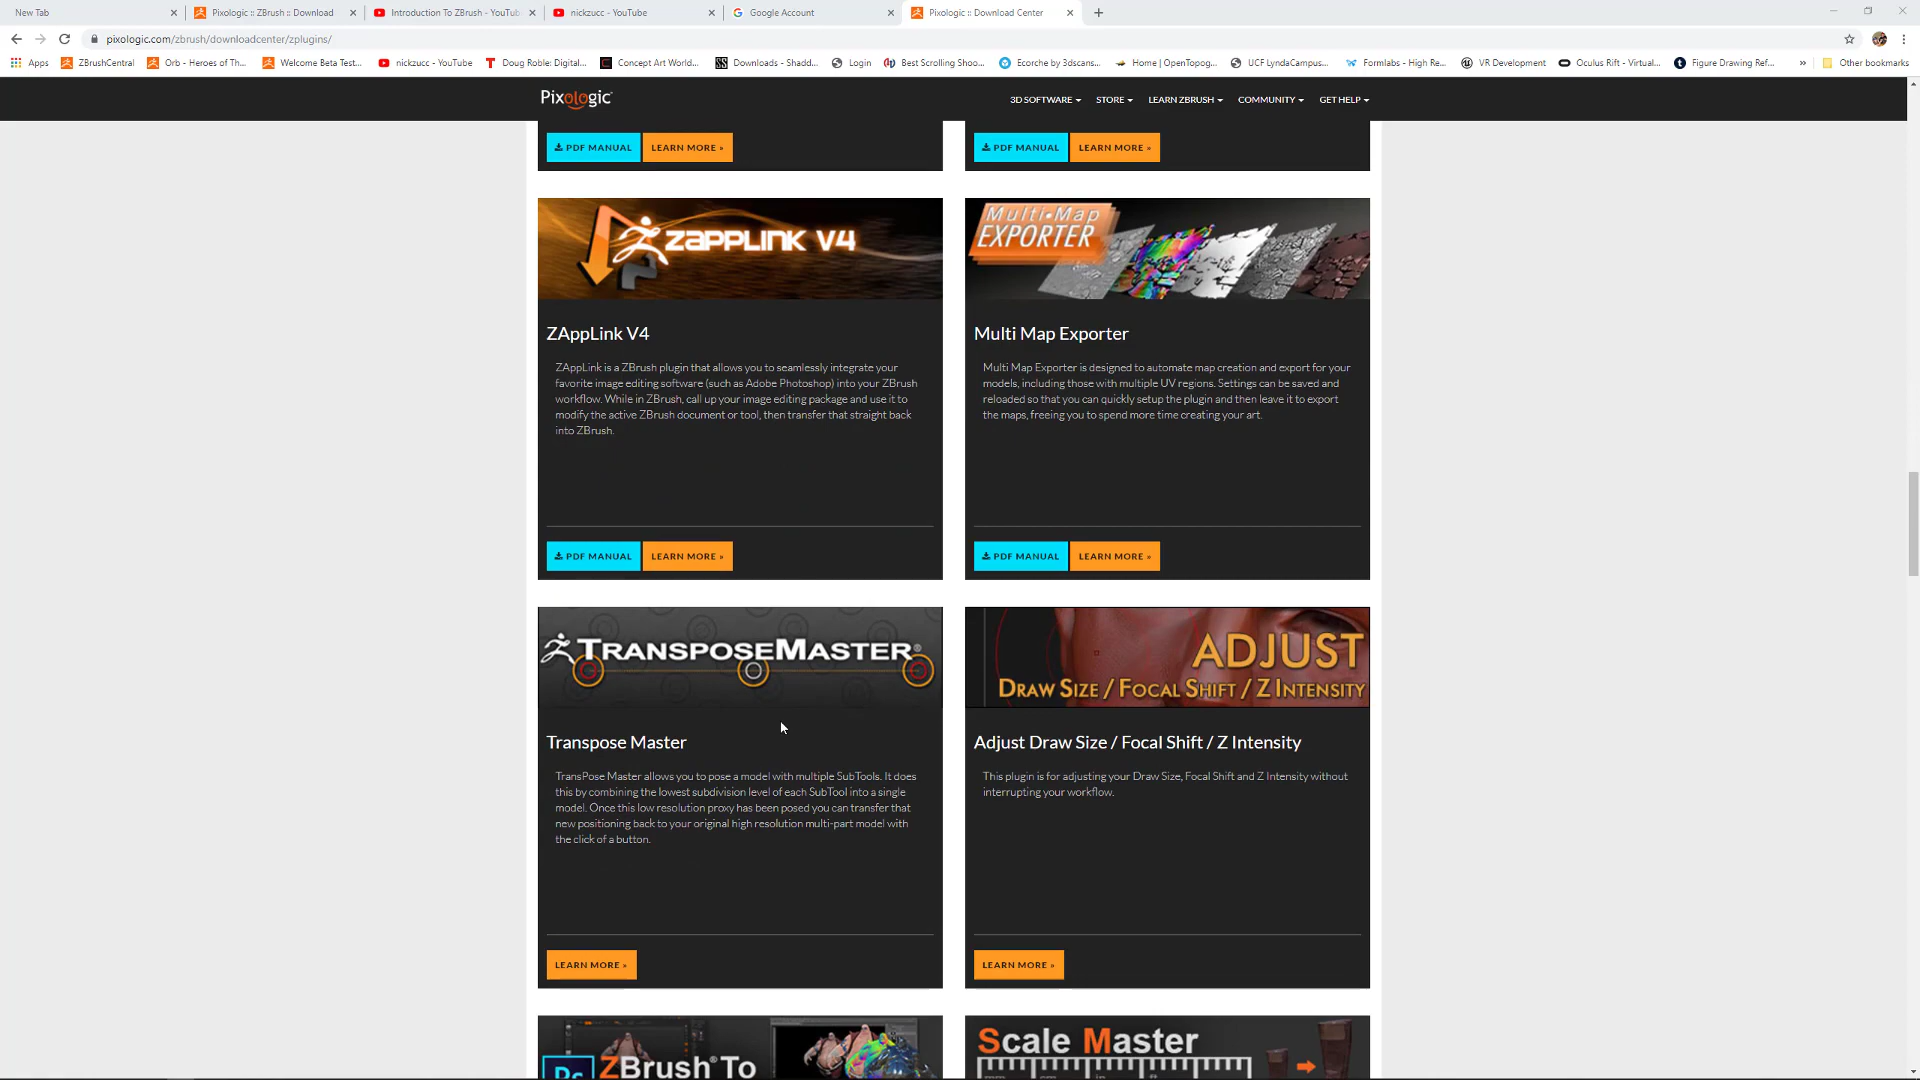 New Tab
Pixologic :: ZBrush :: Download
Introduction To ZBrush - YouTub
nickzucc - YouTube
Google Account
Pixologic :: Download Center
pixologic.com/zbrush/downloadcenter/zplugins/
Apps
ZBrushCentral
Orb - Heroes of Th...
Welcome Beta Test...
nickzucc - YouTube
Doug Roble: Digital...
Concept Art World...
Downloads - Shadd...
Login
Best Scrolling Shoo...
Ecorche by 3dscans...
Home | OpenTopog...
UCF LyndaCampus...
Formlabs - High Re...
VR Development
Oculus Rift - Virtual...
Figure Drawing Ref...
»
Other bookmarks
Pixologic
3D SOFTWARE
STORE
LEARN ZBRUSH
COMMUNITY
GET HELP
PDF MANUAL
LEARN MORE »
PDF MANUAL
LEARN MORE »
ZAPPLINK V4
ZAppLink V4
ZAppLink is a ZBrush plugin that allows you to seamlessly integrate your
favorite image editing software (such as Adobe Photoshop) into your ZBrush
workflow. While in ZBrush, call up your image editing package and use it to
modify the active ZBrush document or tool, then transfer that straight back
into ZBrush.
PDF MANUAL
LEARN MORE »
Multi•Map
EXPORTER
Multi Map Exporter
Multi Map Exporter is designed to automate map creation and export for your
models, including those with multiple UV regions. Settings can be saved and
reloaded so that you can quickly setup the plugin and then leave it to export
the maps, freeing you to spend more time creating your art.
PDF MANUAL
LEARN MORE »
TRANSPOSEMASTER®
Transpose Master
TransPose Master allows you to pose a model with multiple SubTools. It does
this by combining the lowest subdivision level of each SubTool into a single
model. Once this low resolution proxy has been posed you can transfer that
new positioning back to your original high resolution multi-part model with
the click of a button.
LEARN MORE »
ADJUST
DRAW SIZE / FOCAL SHIFT / Z INTENSITY
Adjust Draw Size / Focal Shift / Z Intensity
This plugin is for adjusting your Draw Size, Focal Shift and Z Intensity without
interrupting your workflow.
LEARN MORE »
Ps
ZBrush® To
Scale Master